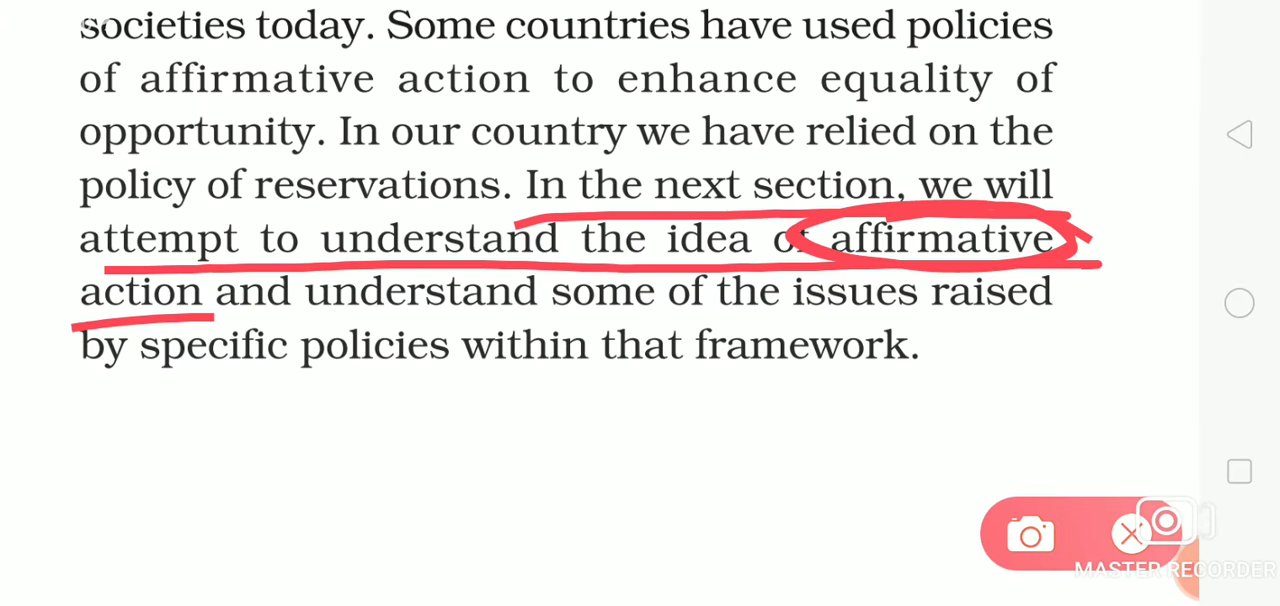 societies today. Some countries have used policies
of affirmative action to enhance equality of
opportunity. In our country we have relied on the
policy of reservations. In the next section, we will
attempt to understand the idea of affirmative
action and understand some of the issues raised
by specific policies within that framework.
MASTER RECORDER